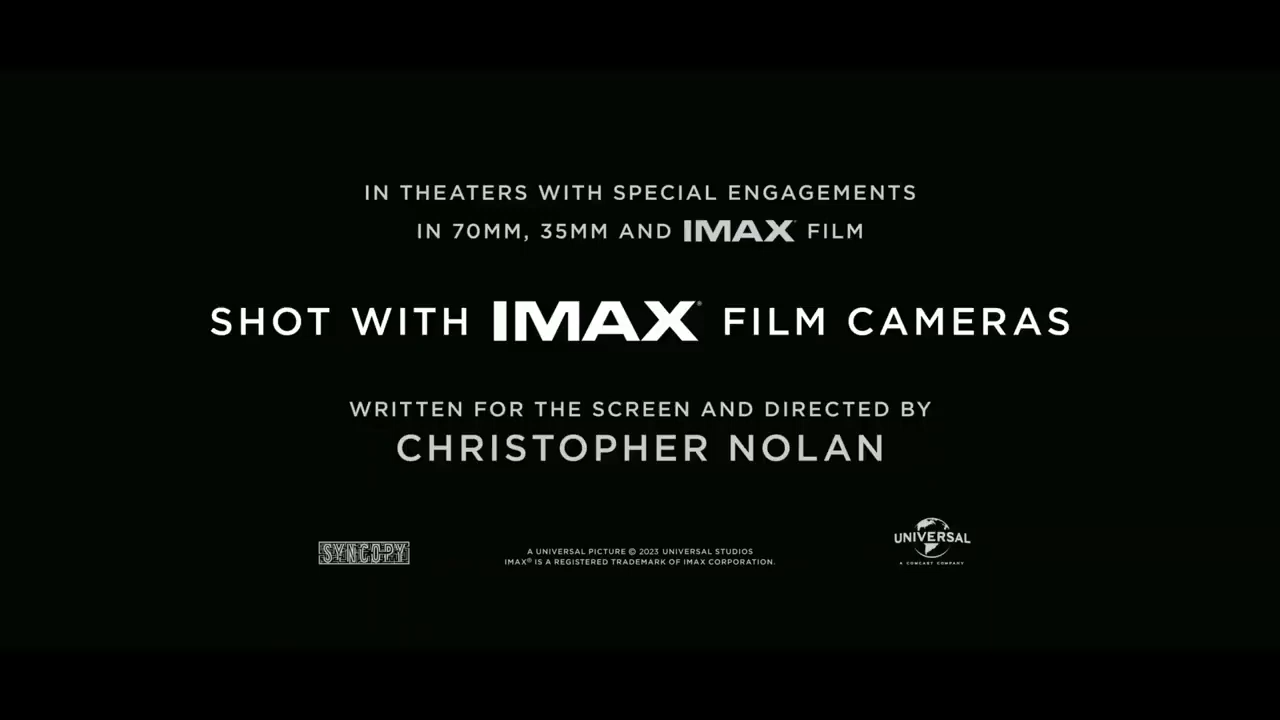 IN THEATERS WITH SPECIAL ENGAGEMENTS
IN 70MM, 35MM AND IMAX FILM
SHOT WITH IMAX® FILM CAMERAS
WRITTEN FOR THE SCREEN AND DIRECTED BY
CHRISTOPHER NOLAN
SYNCOPY
A UNIVERSAL PICTURE © 2023 UNIVERSAL STUDIOS
IMAX® IS A REGISTERED TRADEMARK OF IMAX CORPORATION.
UNIVERSAL
A COMCAST COMPANY